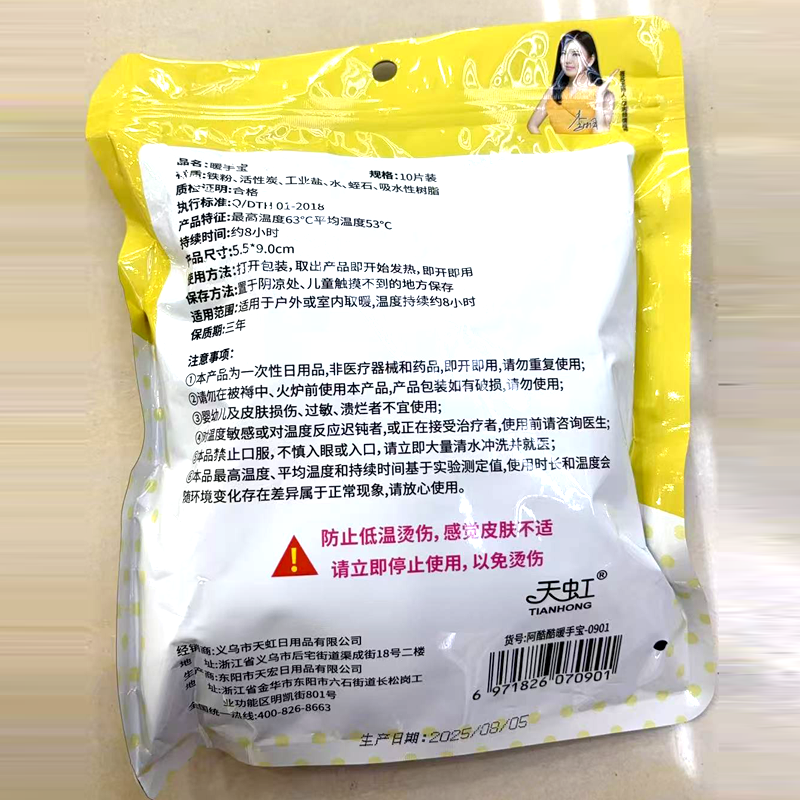 品名:暖手宝 规格:10片装
材质:铁粉、活性炭、工业盐、水、蛭石、吸水性树脂
质检证明:合格
执行标准:Q/DTH 01-2018
产品特征:最高温度63℃平均温度53℃
持续时间:约8小时
产品尺寸:5.5*9.0cm
使用方法:打开包装,取出产品即开始发热,即开即用
保存方法:置于阴凉处、儿童触摸不到的地方保存
适用范围:适用于户外或室内取暖,温度持续约8小时
保质期:三年
注意事项:
①本产品为一次性日用品,非医疗器械和药品,即开即用,请勿重复使用;
②请勿在被褥中、火炉前使用本产品,产品包装如有破损,请勿使用;
③婴幼儿及皮肤损伤、过敏、溃烂者不宜使用;
④对温度敏感或对温度反应迟钝者,或正在接受治疗者,使用前请咨询医生;
⑤本品禁止口服,不慎入眼或入口,请立即大量清水冲洗并就医;
⑥本品最高温度、平均温度和持续时间基于实验测定值,使用时长和温度会
随环境变化存在差异属于正常现象,请放心使用。
防止低温烫伤,感觉皮肤不适
请立即停止使用,以免烫伤
天虹®
TIANHONG
货号:阿酷酷暖手宝-0901
6 971826 070901
经销商:义乌市天虹日用品有限公司
地 址:浙江省义乌市后宅街道渠成街18号二楼
生产商:东阳市天宏日用品有限公司
地 址:浙江省金华市东阳市六石街道长松岗工
业功能区明凯街801号
全国统一热线:400-826-8663
生产日期:2025/08/05